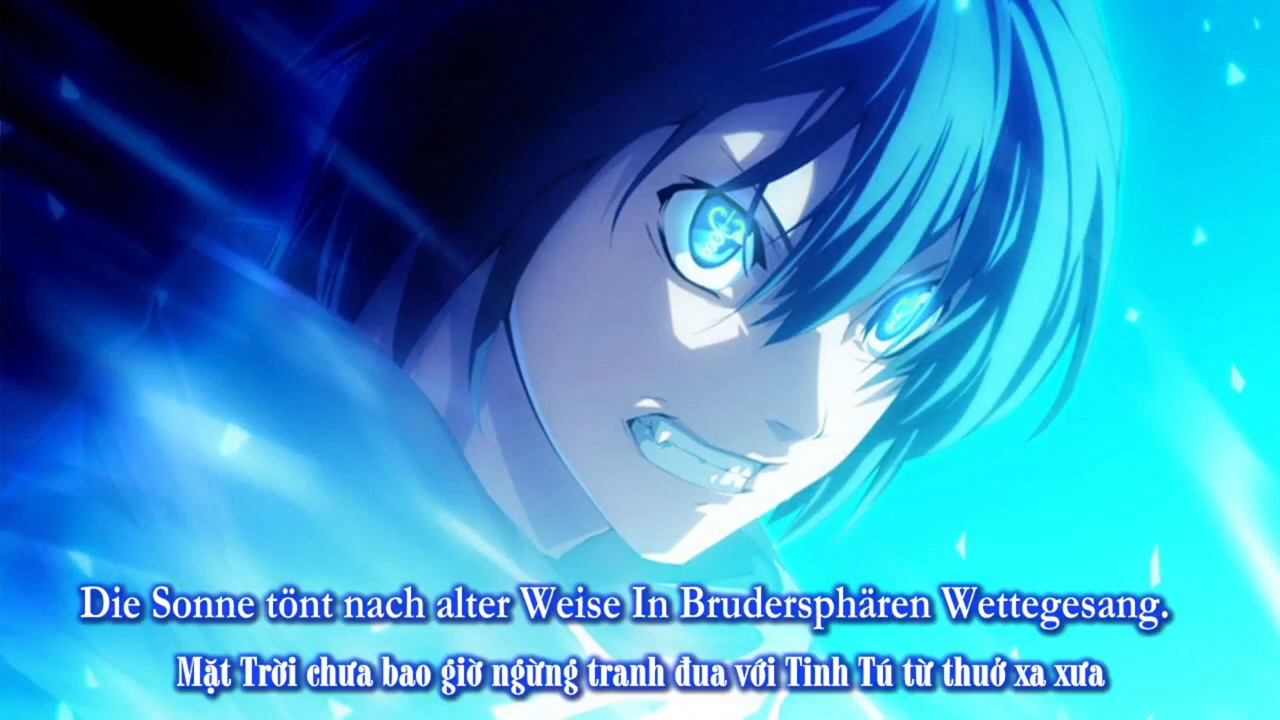 Die Sonne tönt nach alter Weise In Brudersphären Wettegesang.
Mặt Trời chưa bao giờ ngừng tranh đua với Tinh Tú từ thuở xa xưa